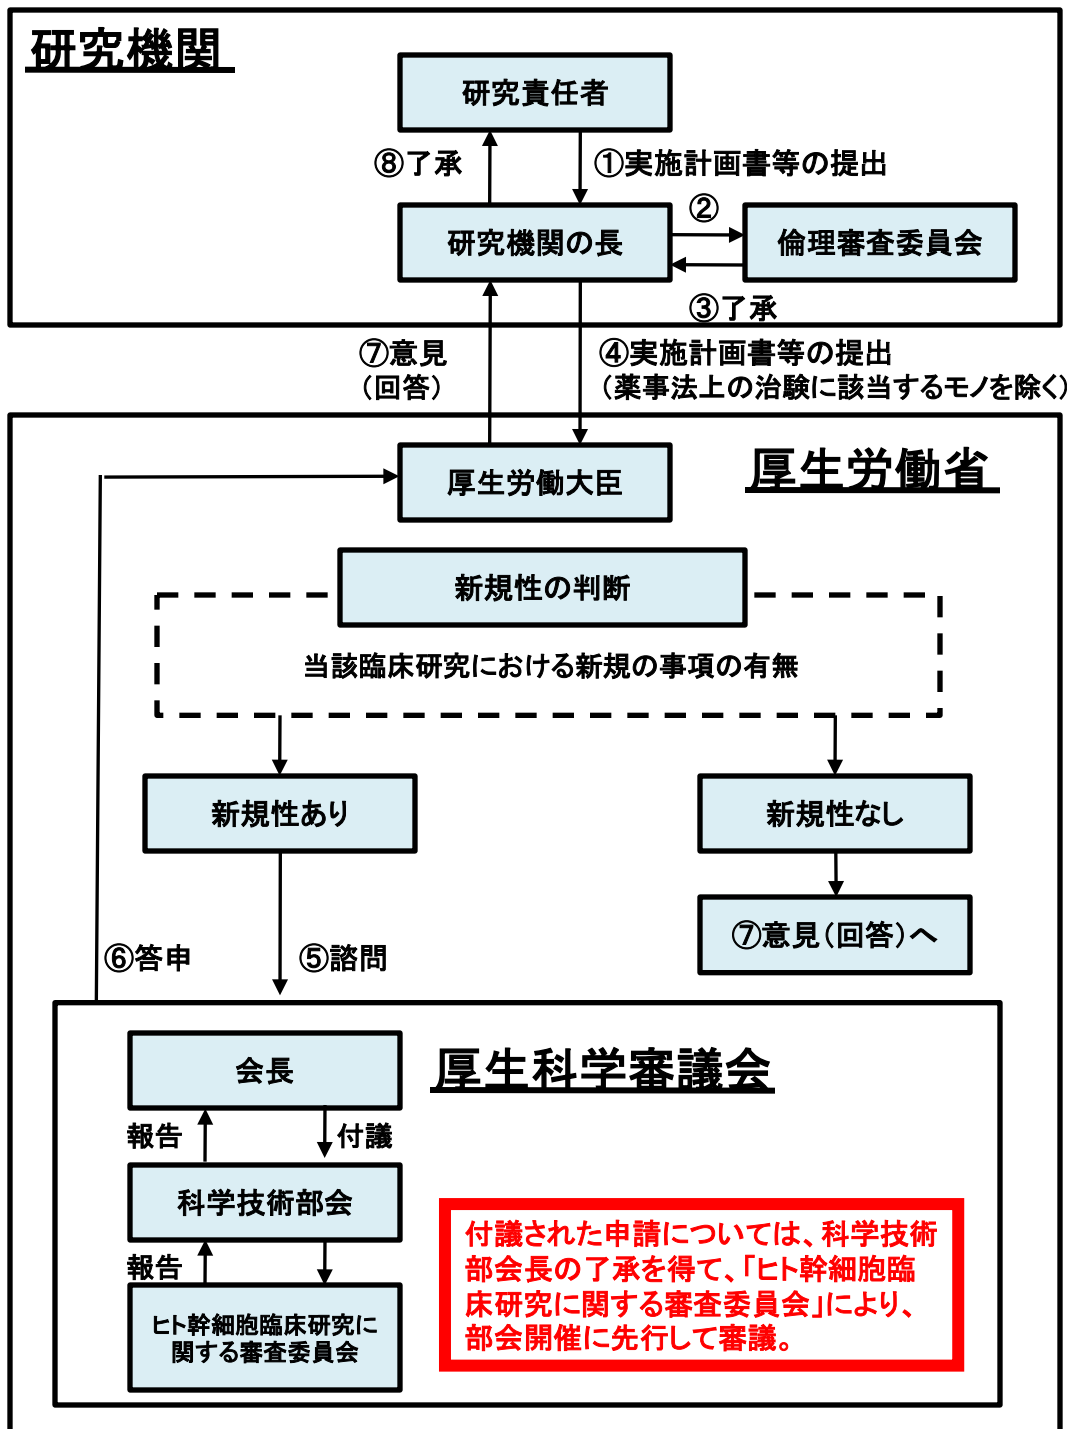 研究機関
研究責任者
⑧了承
①実施計画書等の提出
②
研究機関の長
倫理審査委員会
③了承
⑦意見
（回答）
④実施計画書等の提出
（薬事法上の治験に該当するモノを除く）
厚生労働省
厚生労働大臣
新規性の判断
当該臨床研究における新規の事項の有無
新規性あり
新規性なし
⑦意見（回答）へ
⑥答申
⑤諮問
厚生科学審議会
会長
報告
付議
科学技術部会
報告
ヒト幹細胞臨床研究に
関する審査委員会
付議された申請については、科学技術
部会長の了承を得て、「ヒト幹細胞臨
床研究に関する審査委員会」により、
部会開催に先行して審議。